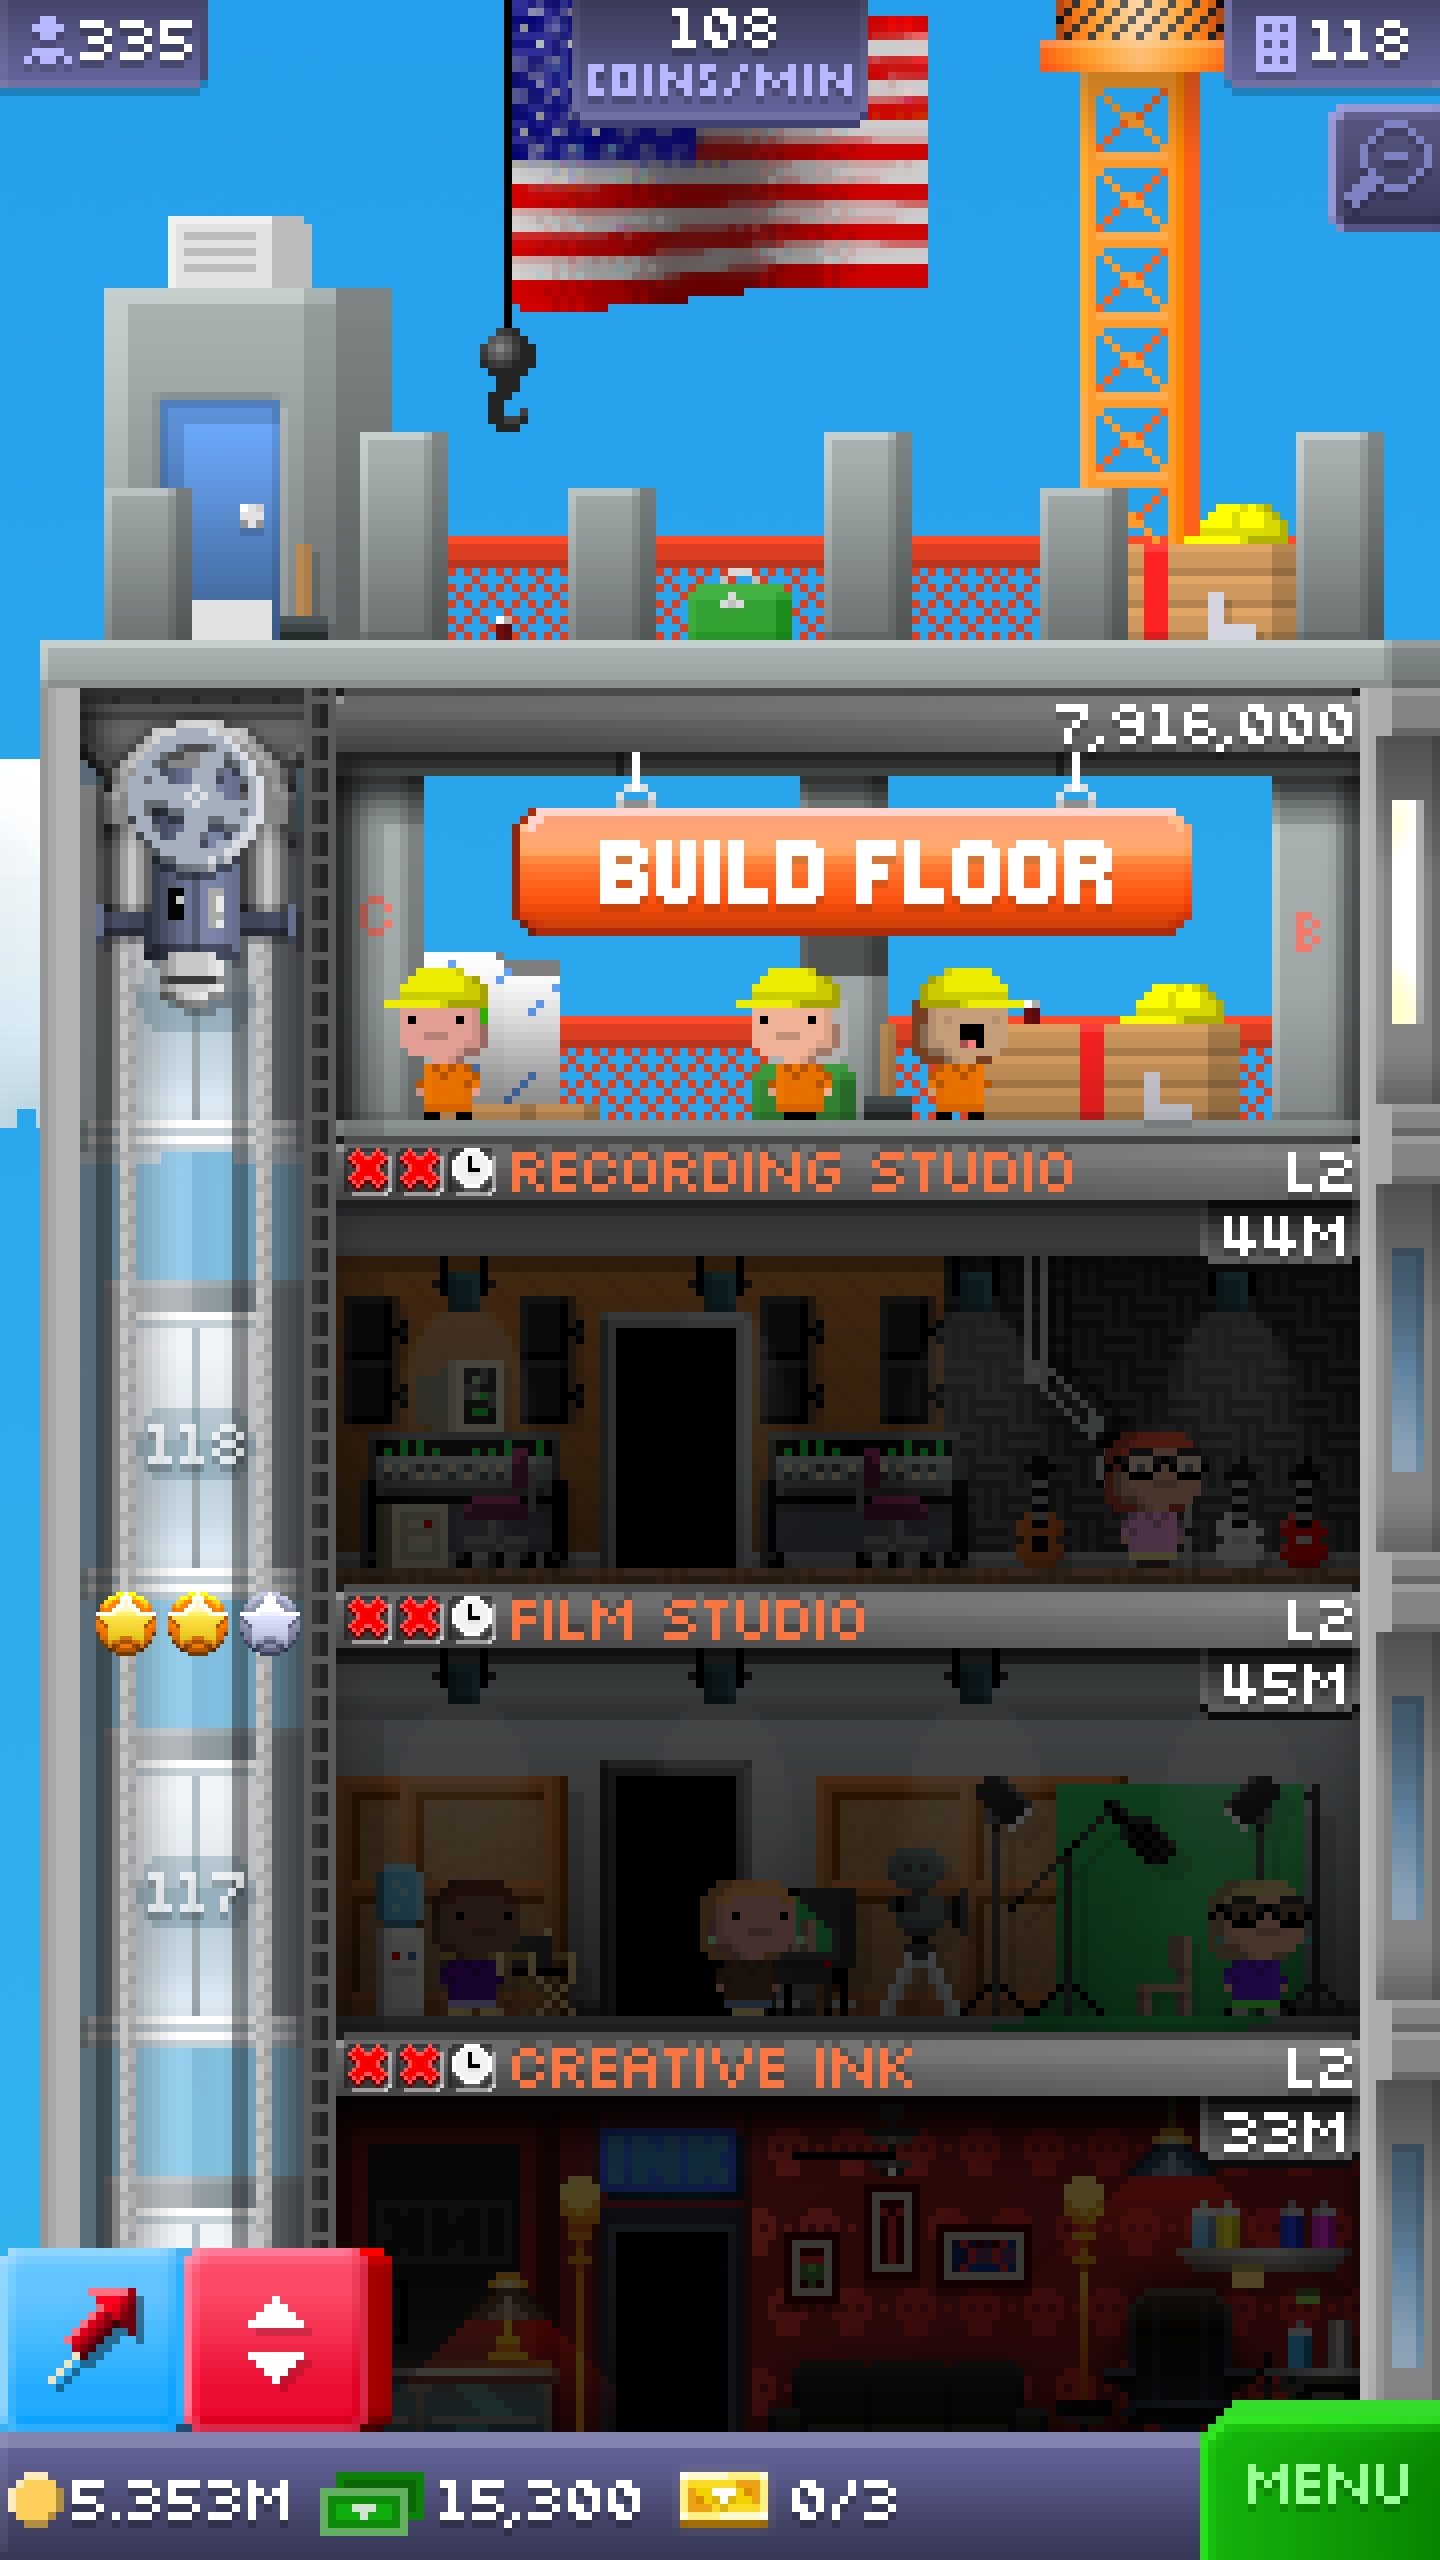 335
108
COINS/MIN
118
7,916,000
BUILD FLOOR
C
B
RECORDING STUDIO L2
44M
118
FILM STUDIO L2
45M
117
CREATIVE INK L2
33M
INK
5.353M 15,300 0/3
MENU